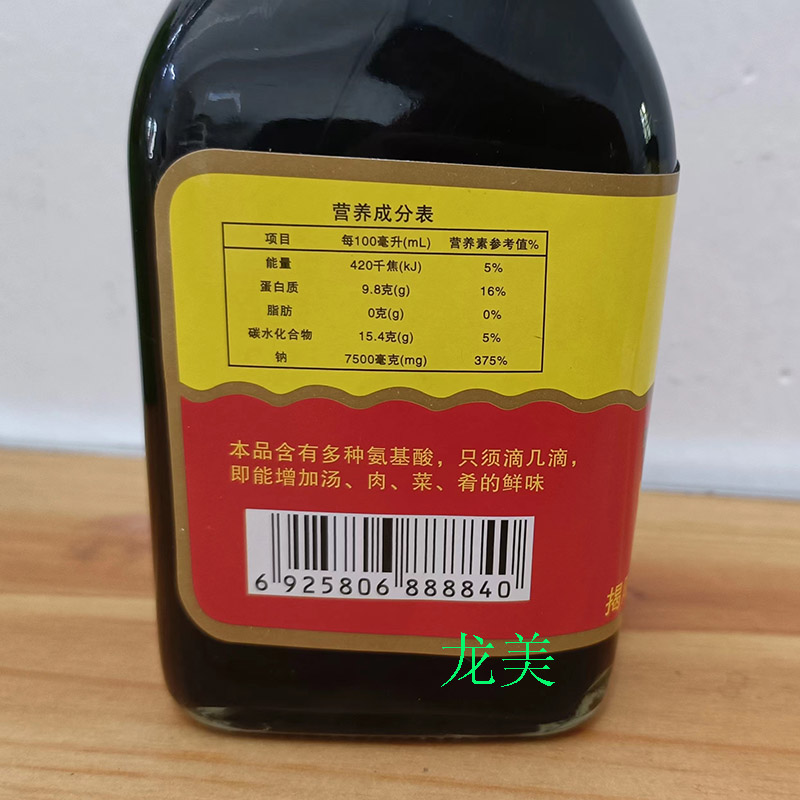 营养成分表
项目 每100毫升(mL) 营养素参考值%
能量 420千焦(kJ) 5%
蛋白质 9.8克(g) 16%
脂肪 0克(g) 0%
碳水化合物 15.4克(g) 5%
钠 7500毫克(mg) 375%
本品含有多种氨基酸，只须滴几滴，
即能增加汤、肉、菜、肴的鲜味
6 925806 888840
揭
龙美